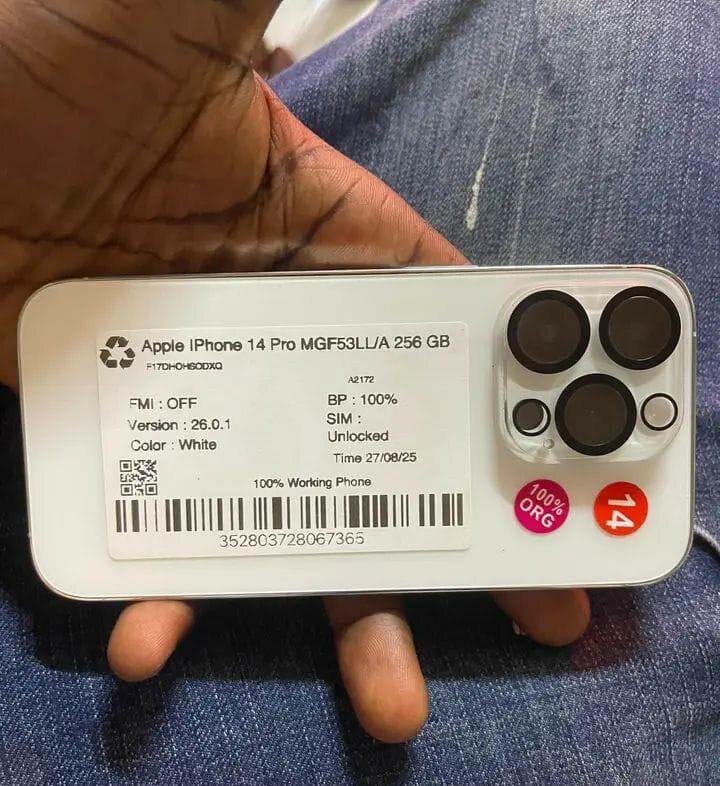 Apple iPhone 14 Pro MGF53LL/A 256 GB
F17DHOHSODXQ
A2172
FMI : OFF
BP : 100%
Version : 26.0.1
SIM :
Unlocked
Color : White
Time 27/08/25
100% Working Phone
352803728067365
100%
ORG
14